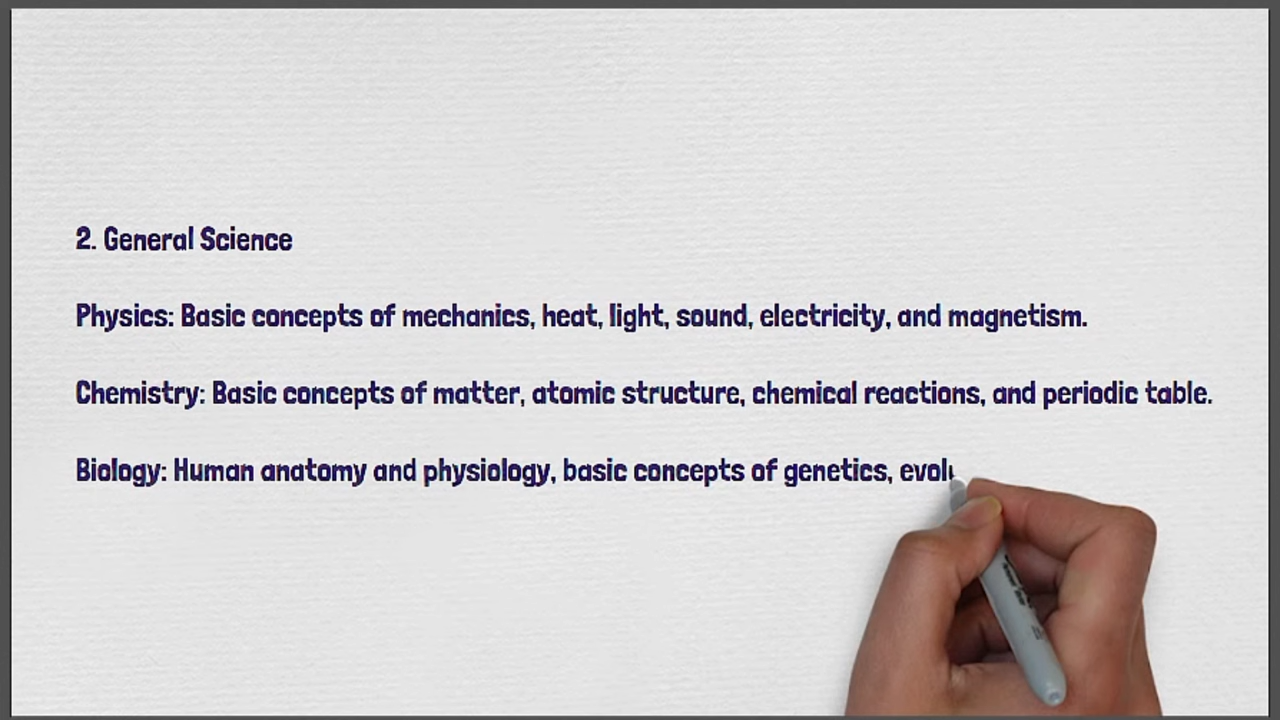 2. General Science
Physics: Basic concepts of mechanics, heat, light, sound, electricity, and magnetism.
Chemistry: Basic concepts of matter, atomic structure, chemical reactions, and periodic table.
Biology: Human anatomy and physiology, basic concepts of genetics,